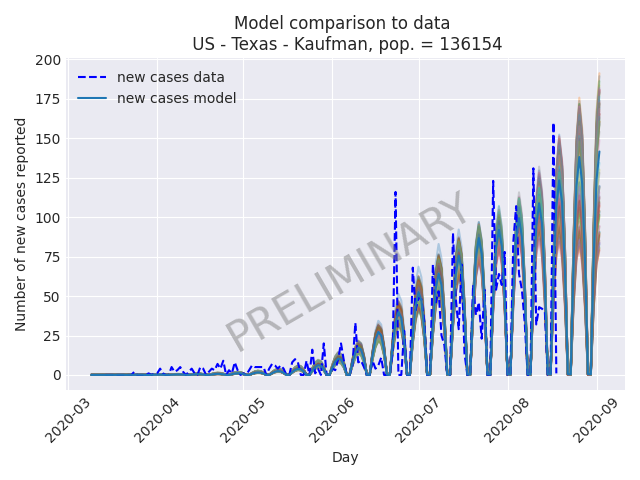 Model comparison to data
US - Texas - Kaufman, pop. = 136154
200
175
150
125
100
75
50
25
0
Number of new cases reported
new cases data
new cases model
PRELIMINARY
2020-03
2020-04
2020-05
2020-06
2020-07
2020-08
2020-09
Day